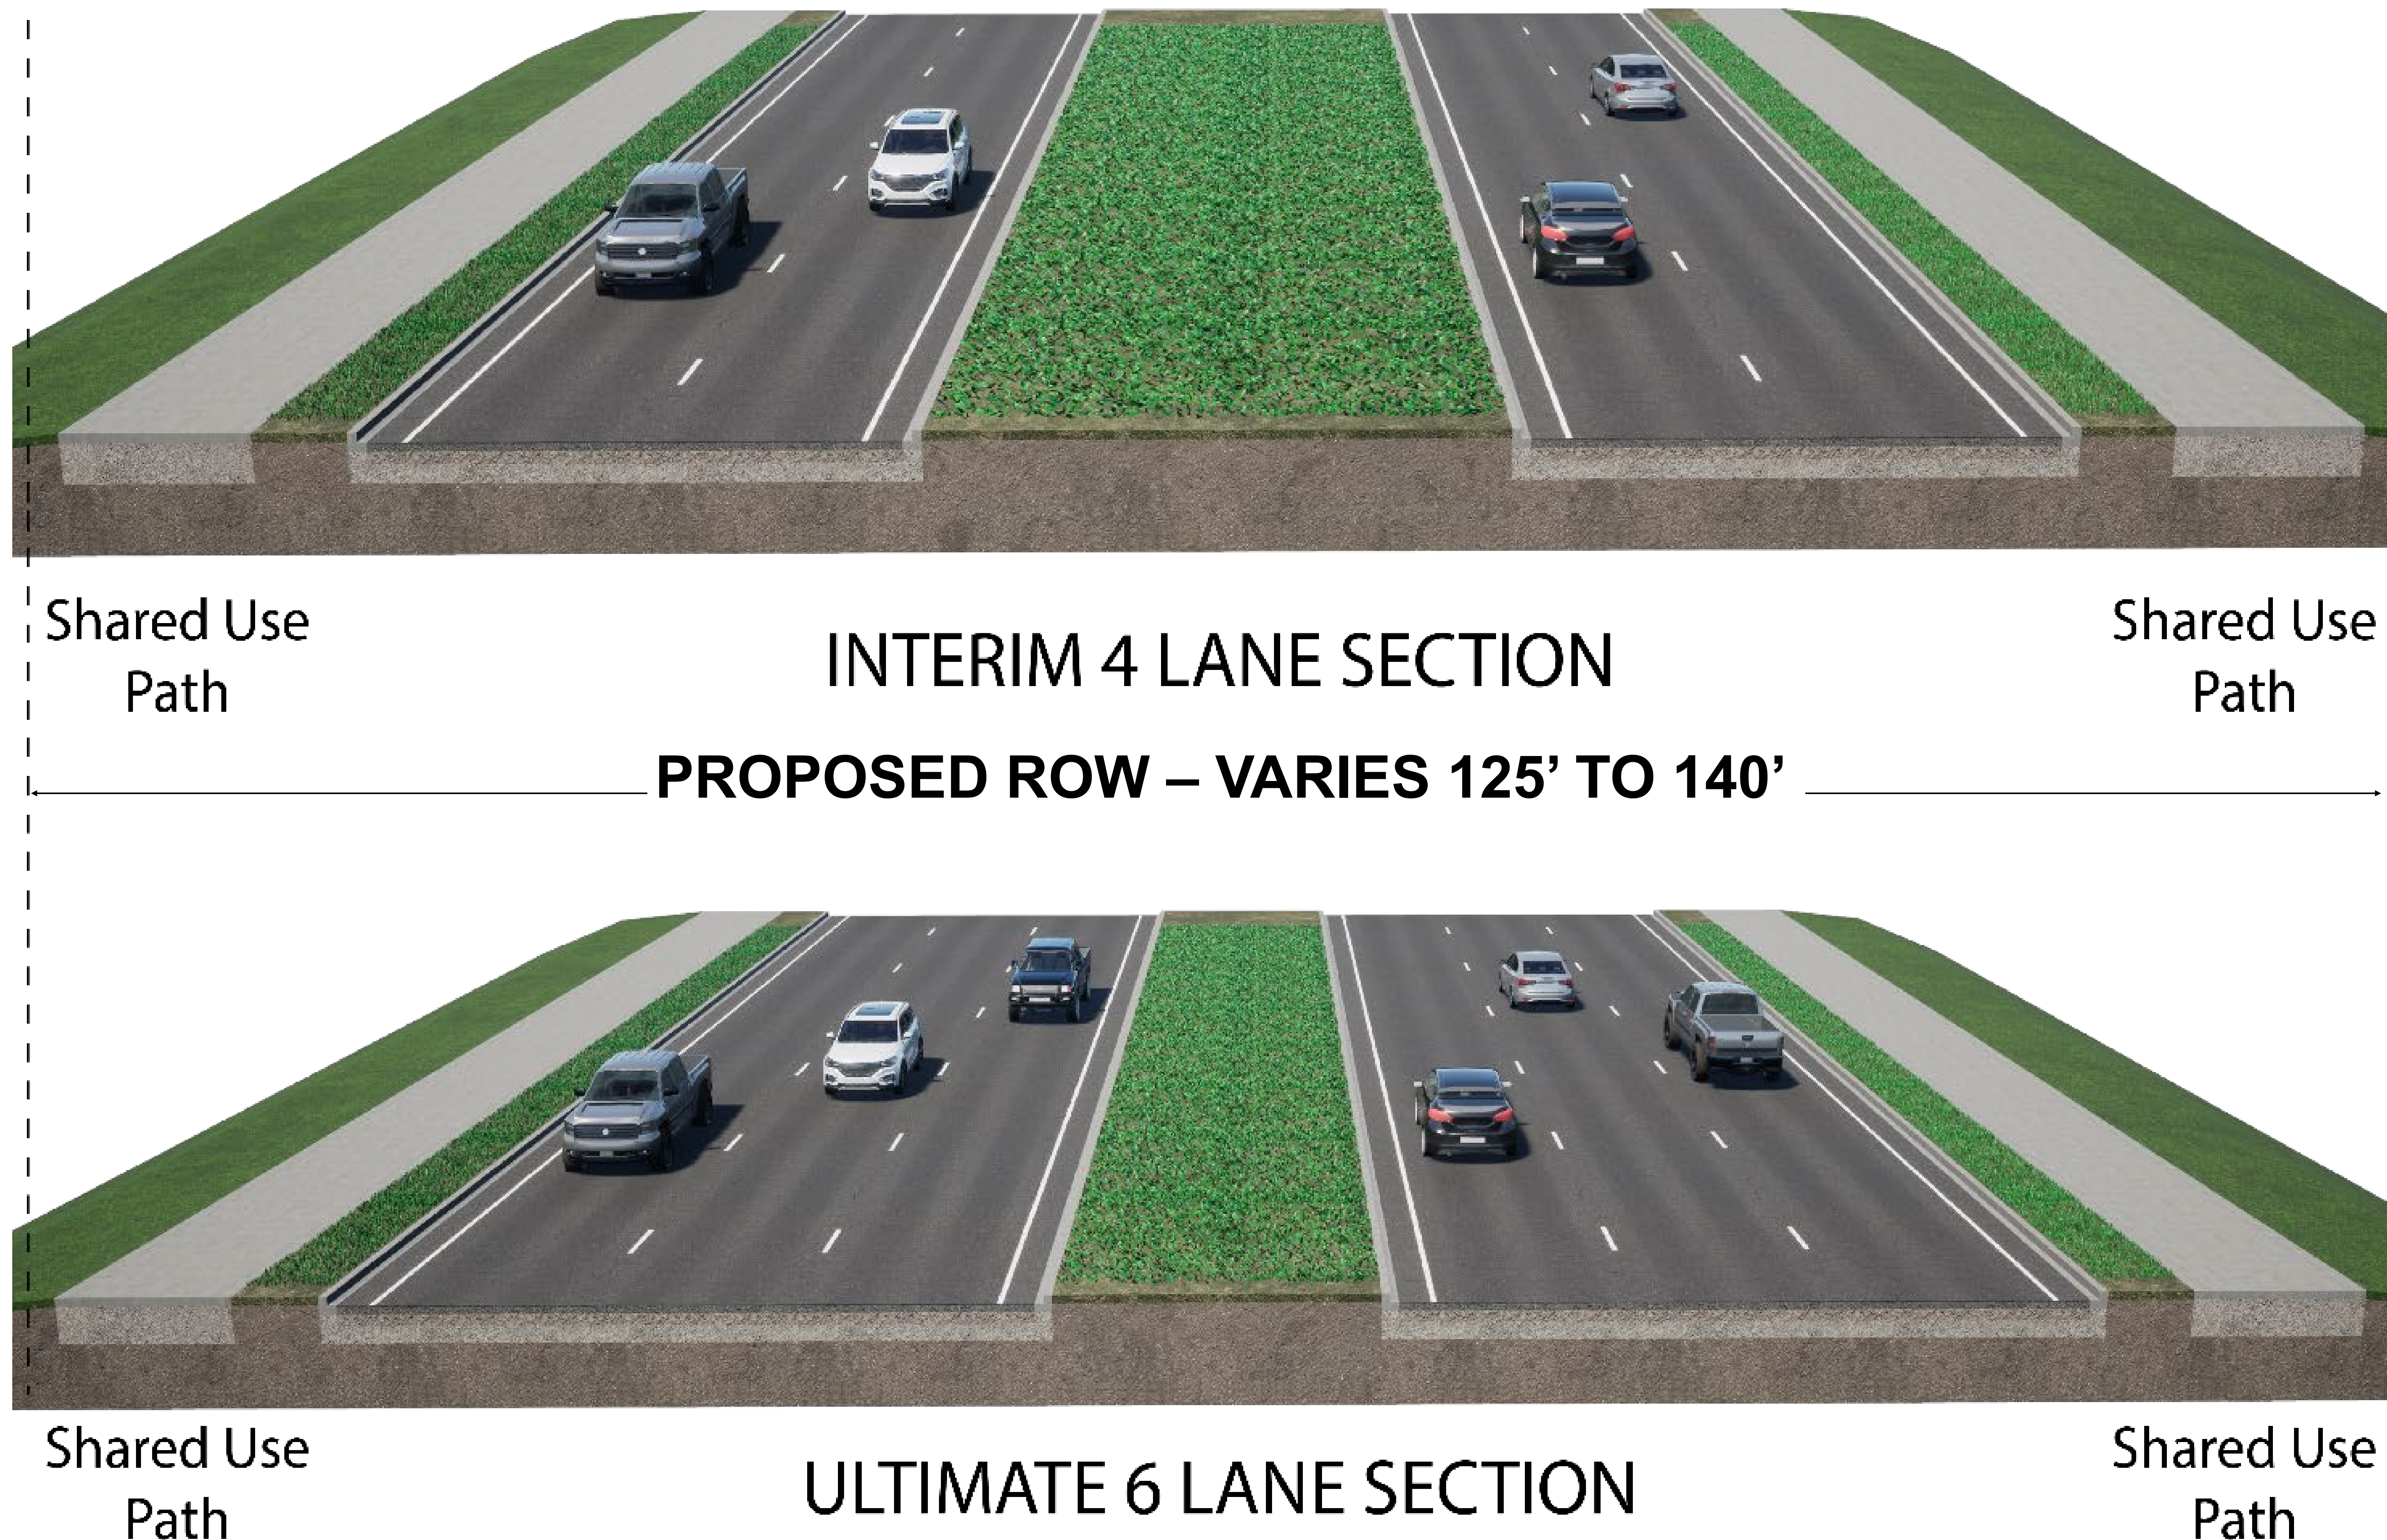 Shared Use
Path
INTERIM 4 LANE SECTION
Shared Use
Path
PROPOSED ROW – VARIES 125’ TO 140’
Shared Use
Path
ULTIMATE 6 LANE SECTION
Shared Use
Path